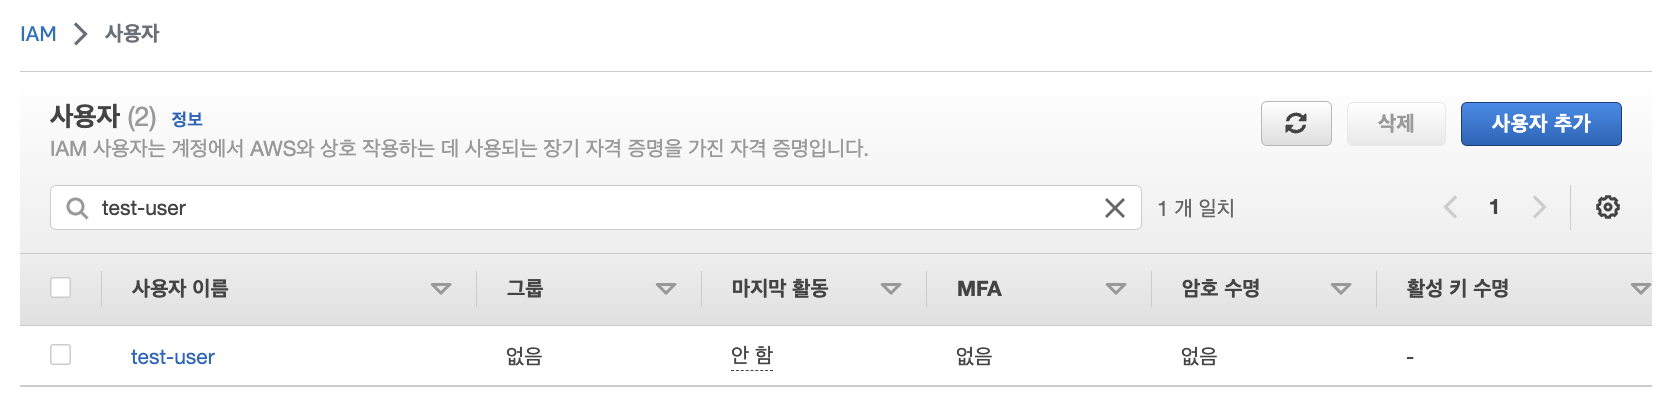 IAM > 사용자
사용자 (2) 정보
삭제 사용자 추가
IAM 사용자는 계정에서 AWS와 상호 작용하는 데 사용되는 장기 자격 증명을 가진 자격 증명입니다.
test-user 1 개 일치 1
사용자 이름 그룹 마지막 활동 MFA 암호 수명 활성 키 수명
test-user 없음 안 함 없음 없음 -